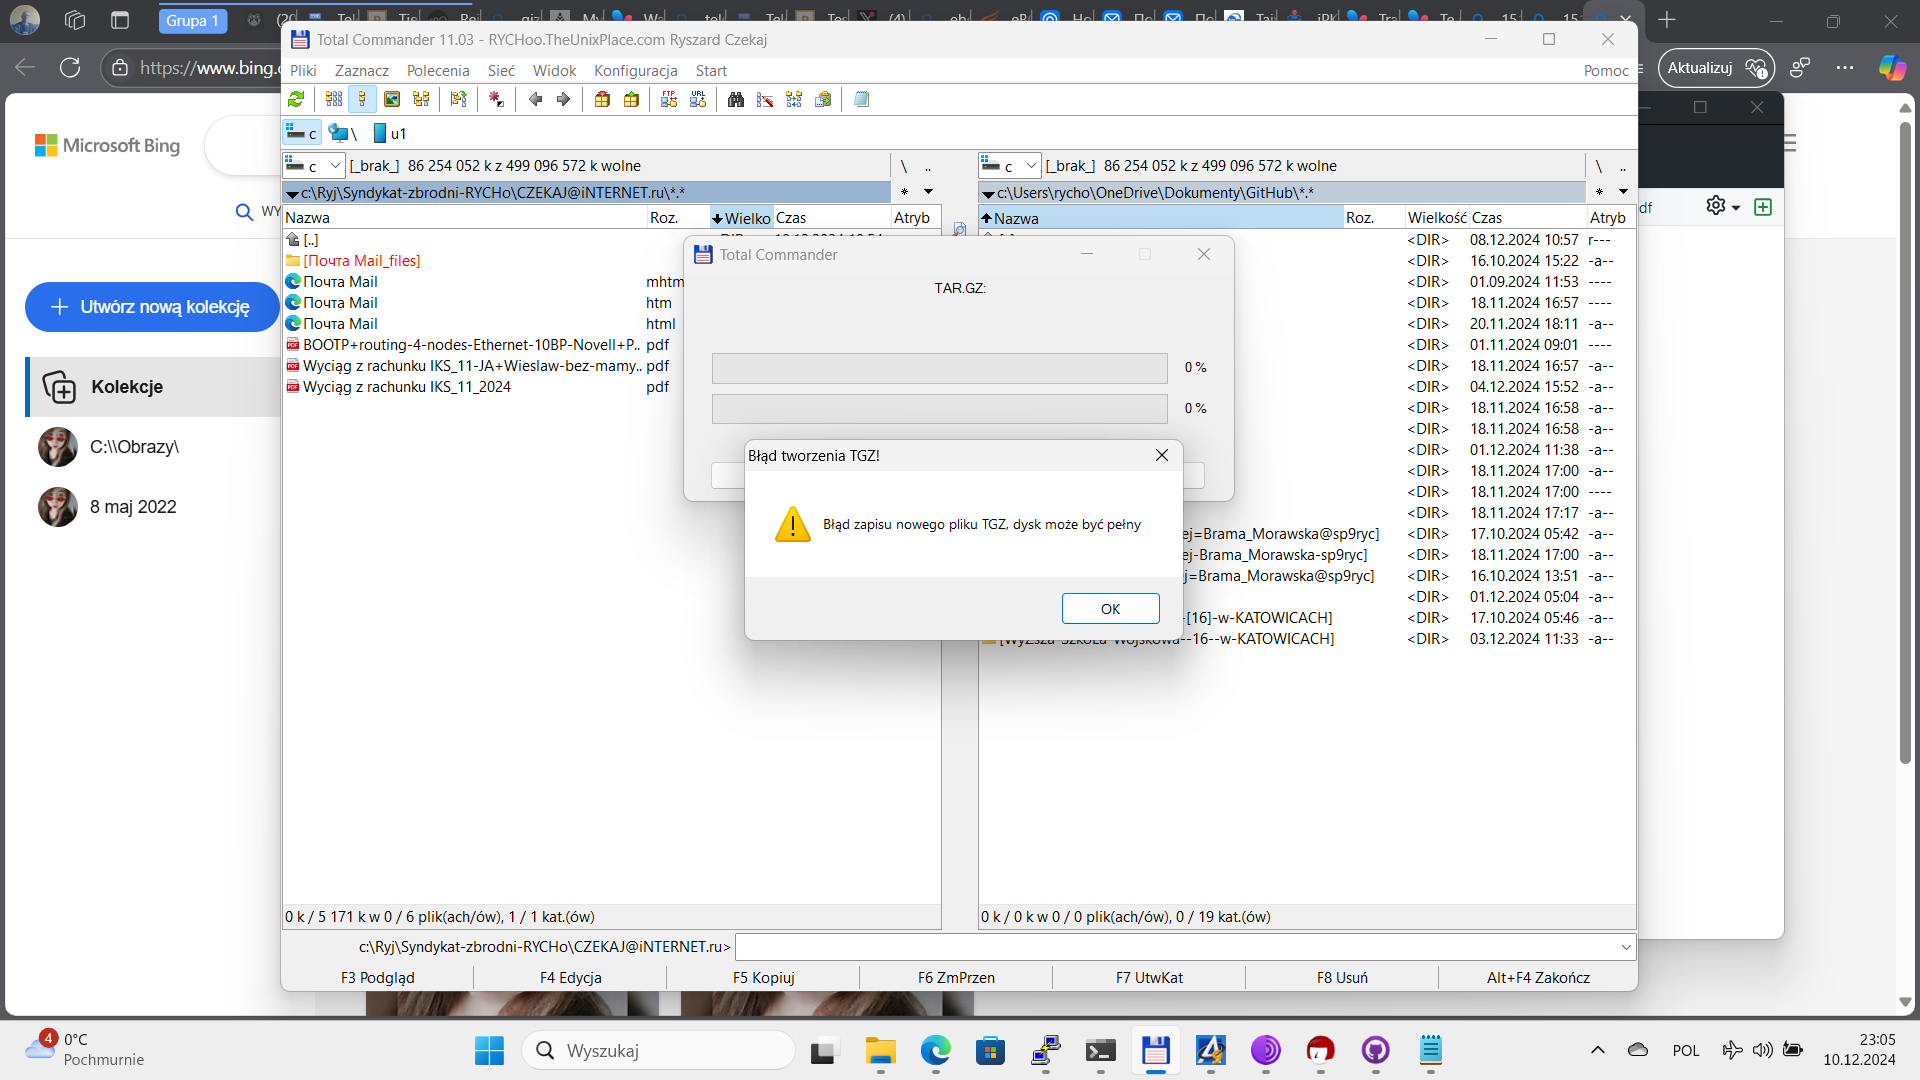 Grupa 1
https://www.bing.
Aktualizuj
Microsoft Bing
Utwórz nową kolekcję
Kolekcje
C:\\Obrazy\
8 maj 2022
Total Commander 11.03 - RYCHoo.TheUnixPlace.com Ryszard Czekaj
Pliki Zaznacz Polecenia Sieć Widok Konfiguracja Start Pomoc
FTP URL
c \ u1
c [_brak_] 86 254 052 k z 499 096 572 k wolne \ ..
c:\Ryj\Syndykat-zbrodni-RYCHo\CZEKAJ@iNTERNET.ru\*.* *
Nazwa Roz. Wielko Czas Atryb
[..]
[Почта Mail_files]
Почта Mail mhtm
Почта Mail htm
Почта Mail html
BOOTP+routing-4-nodes-Ethernet-10BP-Novell+P.. pdf
Wyciąg z rachunku IKS_11-JA+Wieslaw-bez-mamy.. pdf
Wyciąg z rachunku IKS_11_2024 pdf
0 k / 5 171 k w 0 / 6 plik(ach/ów), 1 / 1 kat.(ów)
c [_brak_] 86 254 052 k z 499 096 572 k wolne \ ..
c:\Users\rycho\OneDrive\Dokumenty\GitHub\*.* *
Nazwa Roz. Wielkość Czas Atryb
<DIR> 08.12.2024 10:57 r---
<DIR> 16.10.2024 15:22 -a--
<DIR> 01.09.2024 11:53 ----
<DIR> 18.11.2024 16:57 ----
<DIR> 20.11.2024 18:11 -a--
<DIR> 01.11.2024 09:01 ----
<DIR> 18.11.2024 16:57 -a--
<DIR> 04.12.2024 15:52 -a--
<DIR> 18.11.2024 16:58 -a--
<DIR> 18.11.2024 16:58 -a--
<DIR> 01.12.2024 11:38 -a--
<DIR> 18.11.2024 17:00 -a--
<DIR> 18.11.2024 17:00 ----
<DIR> 18.11.2024 17:17 -a--
ej=Brama_Morawska@sp9ryc] <DIR> 17.10.2024 05:42 -a--
ej-Brama_Morawska-sp9ryc] <DIR> 18.11.2024 17:00 -a--
j=Brama_Morawska@sp9ryc] <DIR> 16.10.2024 13:51 -a--
<DIR> 01.12.2024 05:04 -a--
-[16]-w-KATOWICACH] <DIR> 17.10.2024 05:46 -a--
[WyZsza-SzkoLa-Wojskowa--16--w-KATOWICACH] <DIR> 03.12.2024 11:33 -a--
0 k / 0 k w 0 / 0 plik(ach/ów), 0 / 19 kat.(ów)
Total Commander
TAR.GZ:
0 %
0 %
Błąd tworzenia TGZ!
Błąd zapisu nowego pliku TGZ, dysk może być pełny
OK
c:\Ryj\Syndykat-zbrodni-RYCHo\CZEKAJ@iNTERNET.ru>
F3 Podgląd F4 Edycja F5 Kopiuj F6 ZmPrzen F7 UtwKat F8 Usuń Alt+F4 Zakończ
df
4
0°C
Pochmurnie
Wyszukaj
POL
23:05
10.12.2024